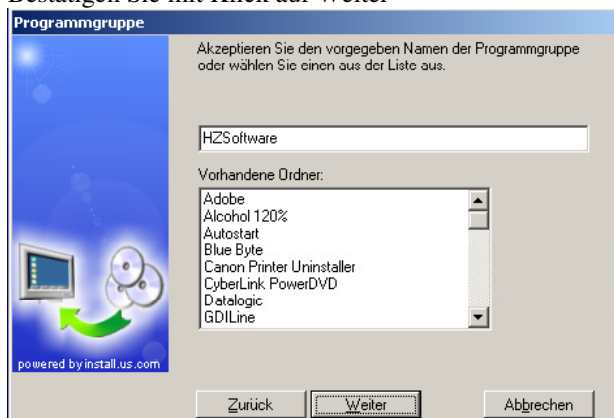 Bestätigen Sie mit Klick auf Weiter
Programmgruppe
Akzeptieren Sie den vorgegeben Namen der Programmgruppe
oder wählen Sie einen aus der Liste aus.
HZSoftware
Vorhandene Ordner:
Adobe
Alcohol 120%
Autostart
Blue Byte
Canon Printer Uninstaller
CyberLink PowerDVD
Datalogic
GDILine
powered by install.us.com
Zurück Weiter Abbrechen